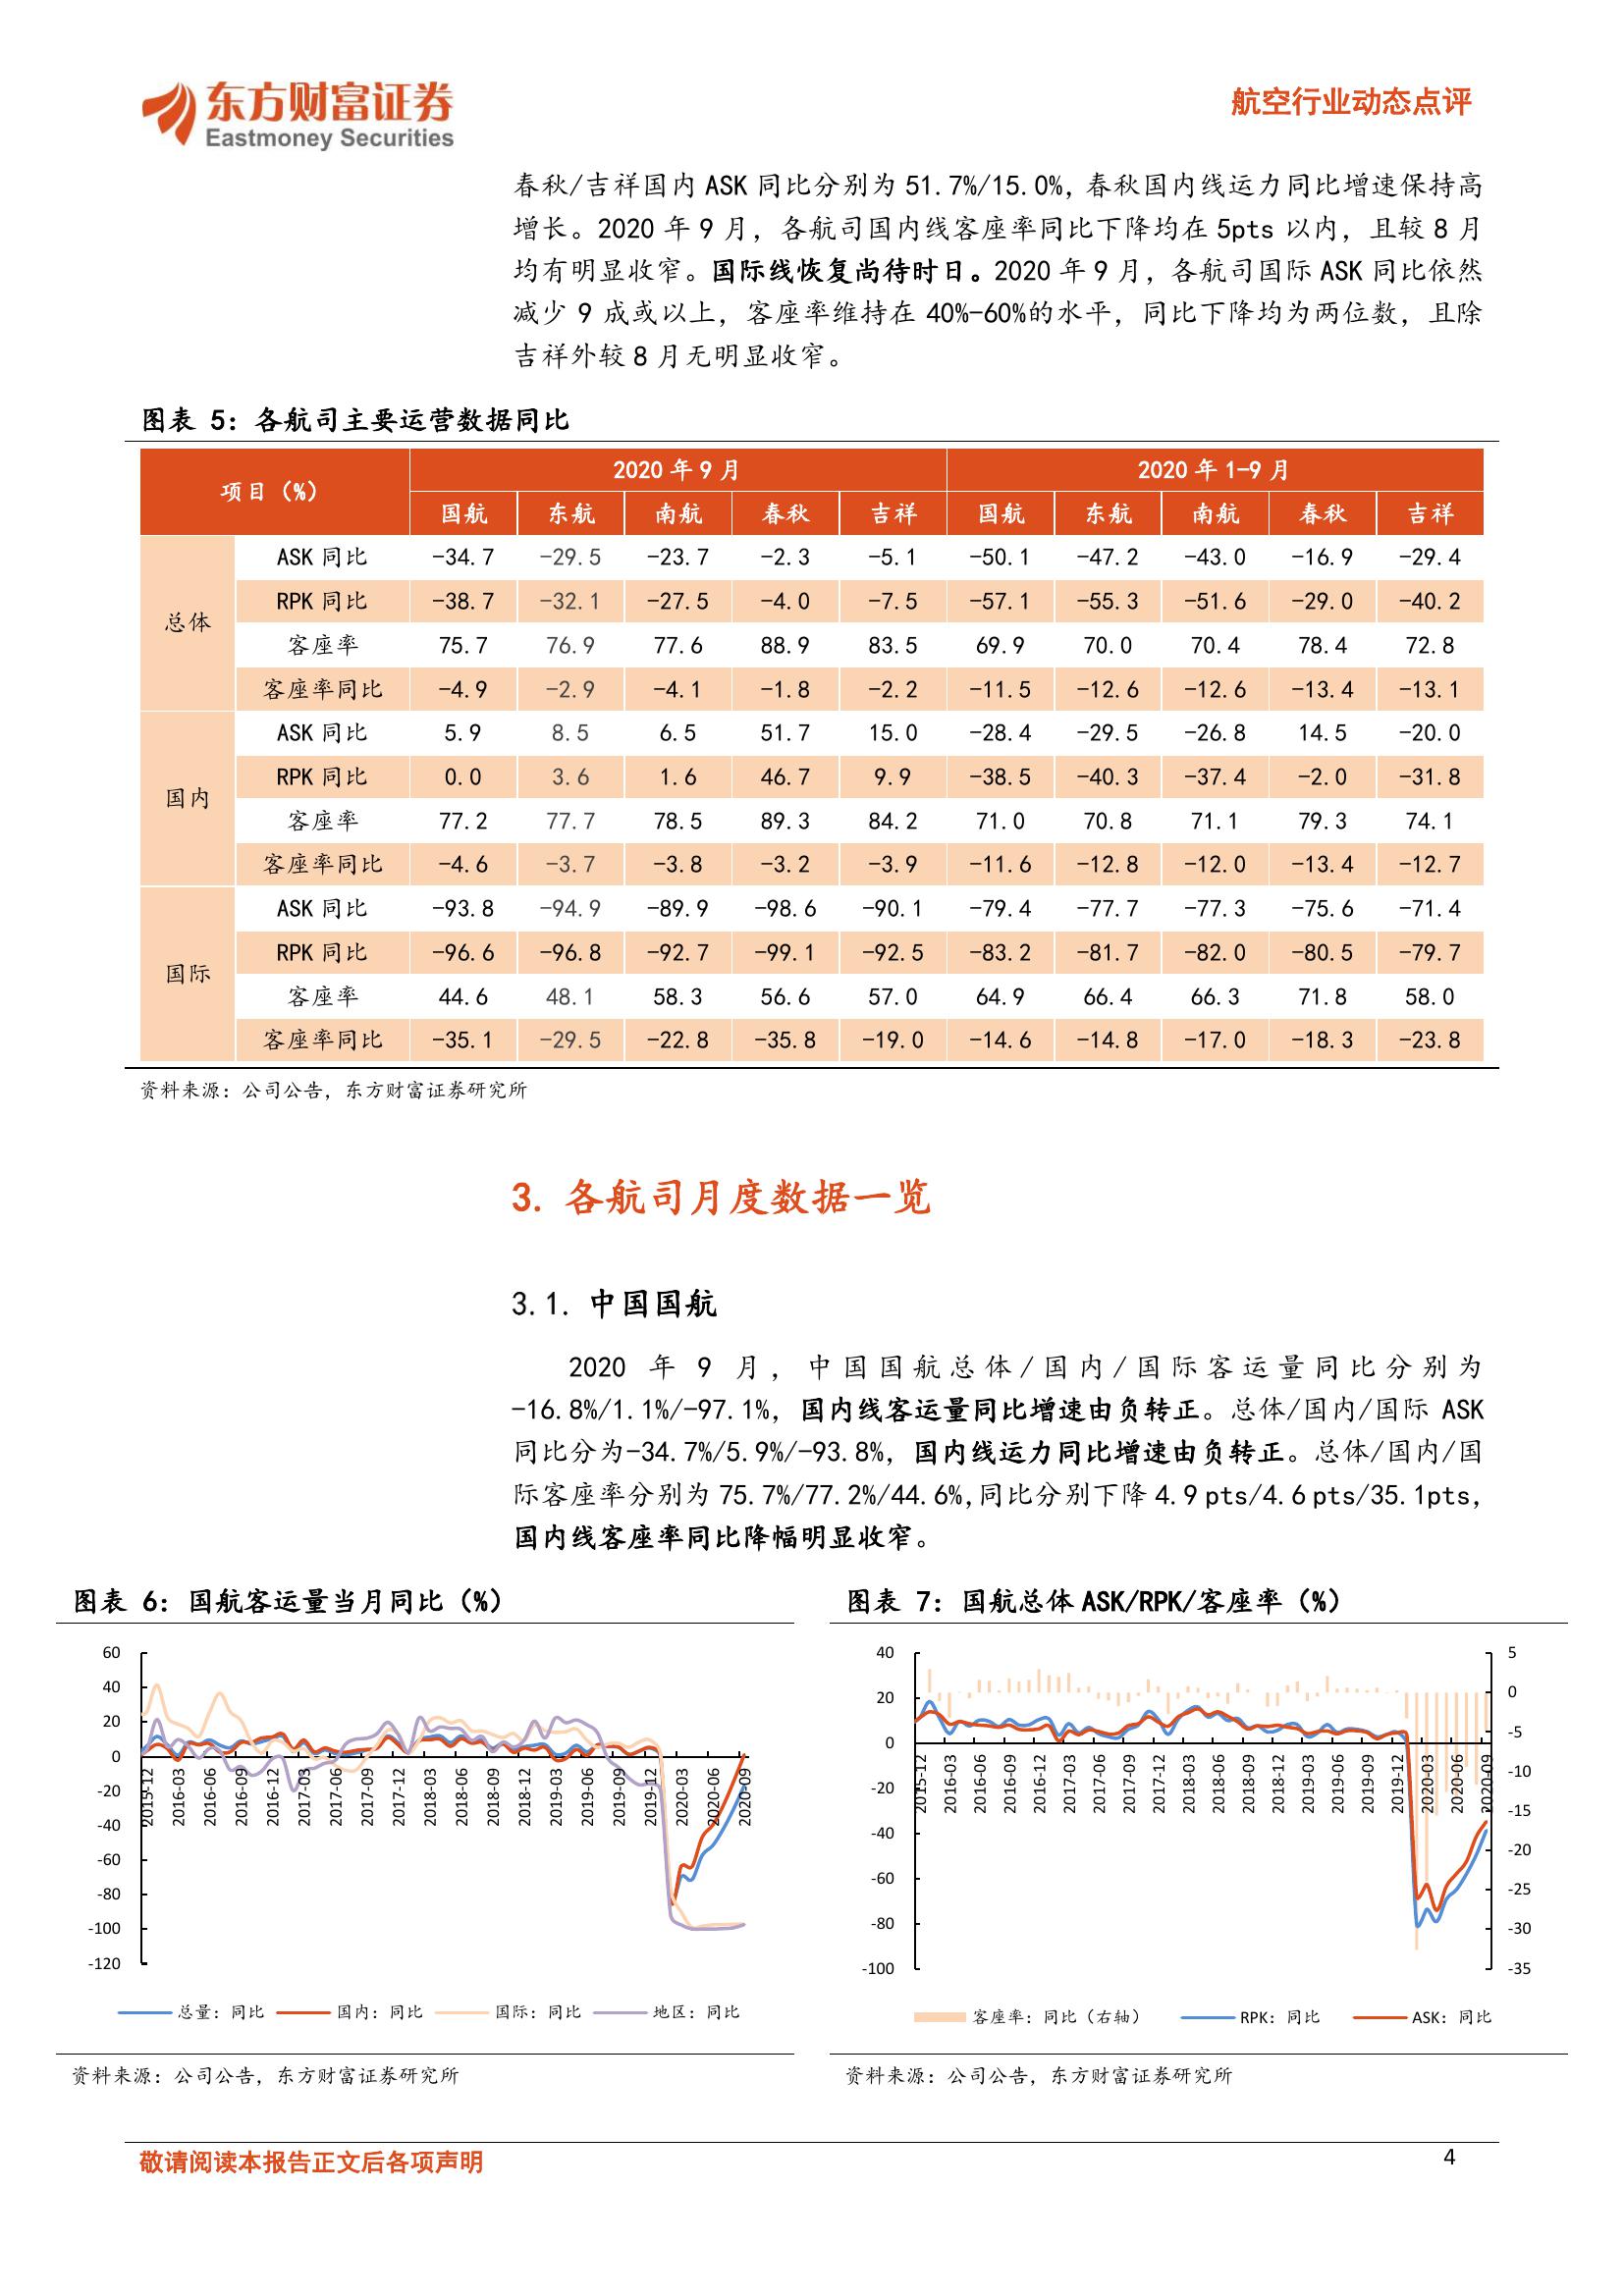 东方财富证券
Eastmoney Securities
航空行业动态点评
春秋/吉祥国内 ASK 同比分别为 51.7%/15.0%，春秋国内线运力同比增速保持高
增长。2020 年 9 月，各航司国内线客座率同比下降均在 5pts 以内，且较 8 月
均有明显收窄。国际线恢复尚待时日。2020 年 9 月，各航司国际 ASK 同比依然
减少 9 成或以上，客座率维持在 40%-60%的水平，同比下降均为两位数，且除
吉祥外较 8 月无明显收窄。
图表 5：各航司主要运营数据同比
项目（%） 2020 年 9 月 2020 年 1-9 月
国航 东航 南航 春秋 吉祥 国航 东航 南航 春秋 吉祥
总体
ASK 同比 -34.7 -29.5 -23.7 -2.3 -5.1 -50.1 -47.2 -43.0 -16.9 -29.4
RPK 同比 -38.7 -32.1 -27.5 -4.0 -7.5 -57.1 -55.3 -51.6 -29.0 -40.2
客座率 75.7 76.9 77.6 88.9 83.5 69.9 70.0 70.4 78.4 72.8
客座率同比 -4.9 -2.9 -4.1 -1.8 -2.2 -11.5 -12.6 -12.6 -13.4 -13.1
国内
ASK 同比 5.9 8.5 6.5 51.7 15.0 -28.4 -29.5 -26.8 14.5 -20.0
RPK 同比 0.0 3.6 1.6 46.7 9.9 -38.5 -40.3 -37.4 -2.0 -31.8
客座率 77.2 77.7 78.5 89.3 84.2 71.0 70.8 71.1 79.3 74.1
客座率同比 -4.6 -3.7 -3.8 -3.2 -3.9 -11.6 -12.8 -12.0 -13.4 -12.7
国际
ASK 同比 -93.8 -94.9 -89.9 -98.6 -90.1 -79.4 -77.7 -77.3 -75.6 -71.4
RPK 同比 -96.6 -96.8 -92.7 -99.1 -92.5 -83.2 -81.7 -82.0 -80.5 -79.7
客座率 44.6 48.1 58.3 56.6 57.0 64.9 66.4 66.3 71.8 58.0
客座率同比 -35.1 -29.5 -22.8 -35.8 -19.0 -14.6 -14.8 -17.0 -18.3 -23.8
资料来源：公司公告，东方财富证券研究所
3. 各航司月度数据一览
3.1. 中国国航
2020 年 9 月，中国国航总体/国内/国际客运量同比分别为
-16.8%/1.1%/-97.1%，国内线客运量同比增速由负转正。总体/国内/国际 ASK
同比分为-34.7%/5.9%/-93.8%，国内线运力同比增速由负转正。总体/国内/国
际客座率分别为 75.7%/77.2%/44.6%,同比分别下降 4.9 pts/4.6 pts/35.1pts,
国内线客座率同比降幅明显收窄。
图表 6：国航客运量当月同比（%）
60
40
20
0
-20
-40
-60
-80
-100
-120
2015-12 2016-03 2016-06 2016-09 2016-12 2017-03 2017-06 2017-09 2017-12 2018-03 2018-06 2018-09 2018-12 2019-03 2019-06 2019-09 2019-12 2020-03 2020-06 2020-09
总量：同比 国内：同比 国际：同比 地区：同比
资料来源：公司公告，东方财富证券研究所
图表 7：国航总体 ASK/RPK/客座率（%）
40
20
0
-20
-40
-60
-80
-100
2015-12 2016-03 2016-06 2016-09 2016-12 2017-03 2017-06 2017-09 2017-12 2018-03 2018-06 2018-09 2018-12 2019-03 2019-06 2019-09 2019-12 2020-03 2020-06 2020-09
5
0
-5
-10
-15
-20
-25
-30
-35
客座率：同比（右轴） RPK：同比 ASK：同比
资料来源：公司公告，东方财富证券研究所
敬请阅读本报告正文后各项声明
4